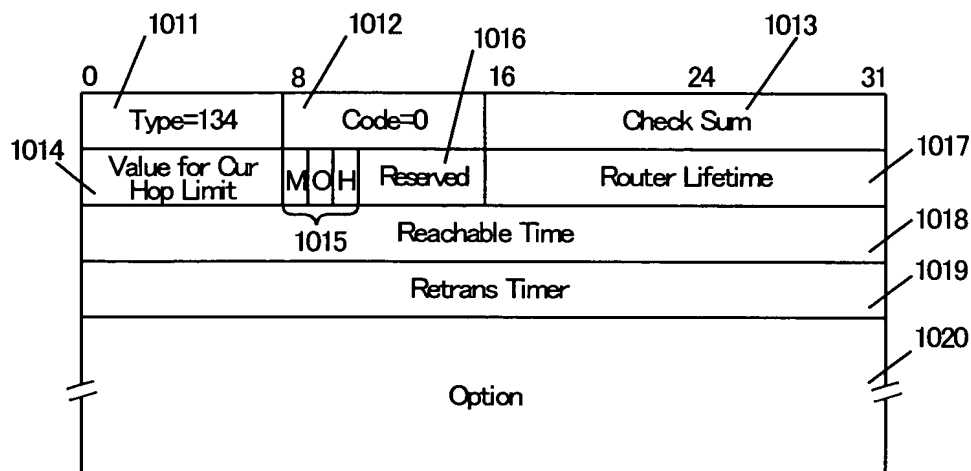 1011
1012
1016
1013
0
8
16
24
31
Type=134
Code=0
Check Sum
1014
Value for Our
Hop Limit
M
O
H
Reserved
Router Lifetime
1017
1015
Reachable Time
1018
Retrans Timer
1019
1020
Option